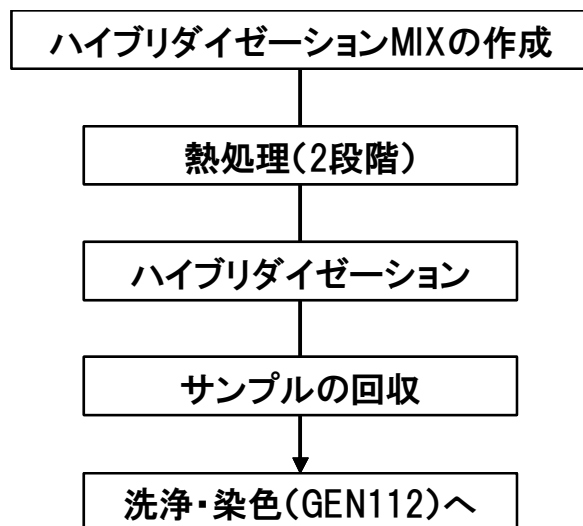 ハイブリダイゼーションMIXの作成
熱処理(2段階)
ハイブリダイゼーション
サンプルの回収
洗浄・染色(GEN112)へ